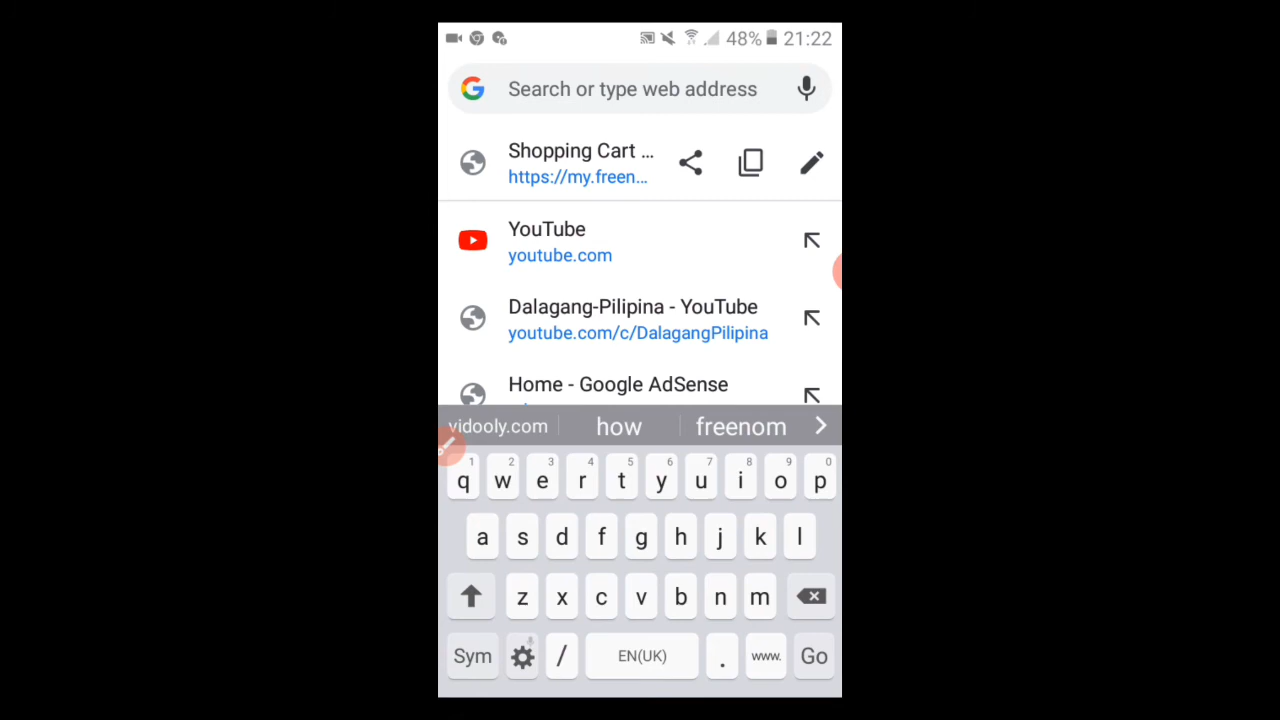 48% 21:22
Search or type web address
Shopping Cart ...
https://my.freen...
YouTube
youtube.com
Dalagang-Pilipina - YouTube
youtube.com/c/DalagangPilipina
Home - Google AdSense
vidooly.com how freenom
1 2 3 4 5 6 7 8 9 0
q w e r t y u i o p
a s d f g h j k l
z x c v b n m
Sym / EN(UK) . www. Go